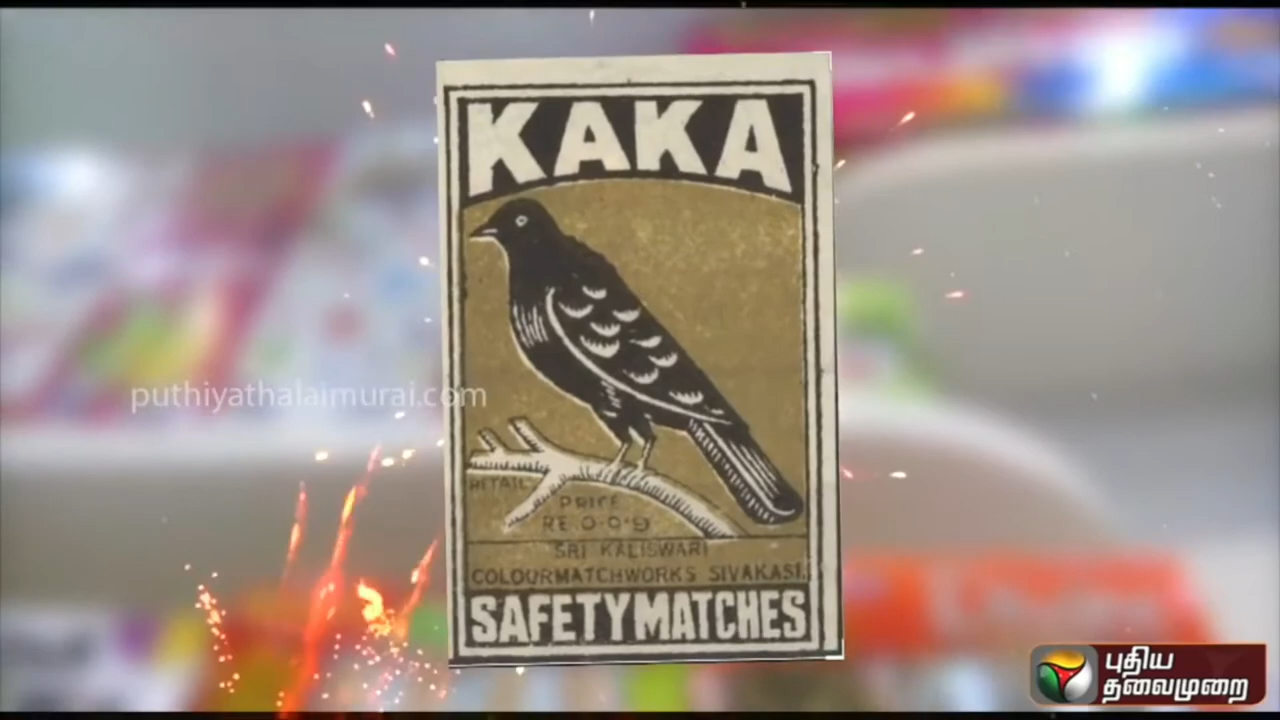 KAKA
puthiyathalaimurai.com
RETAIL
PRICE
RE.0-0-9
SRI KALISWARI
COLOURMATCHWORKS SIVAKASI.
SAFETYMATCHES
புதிய
தலைமுறை